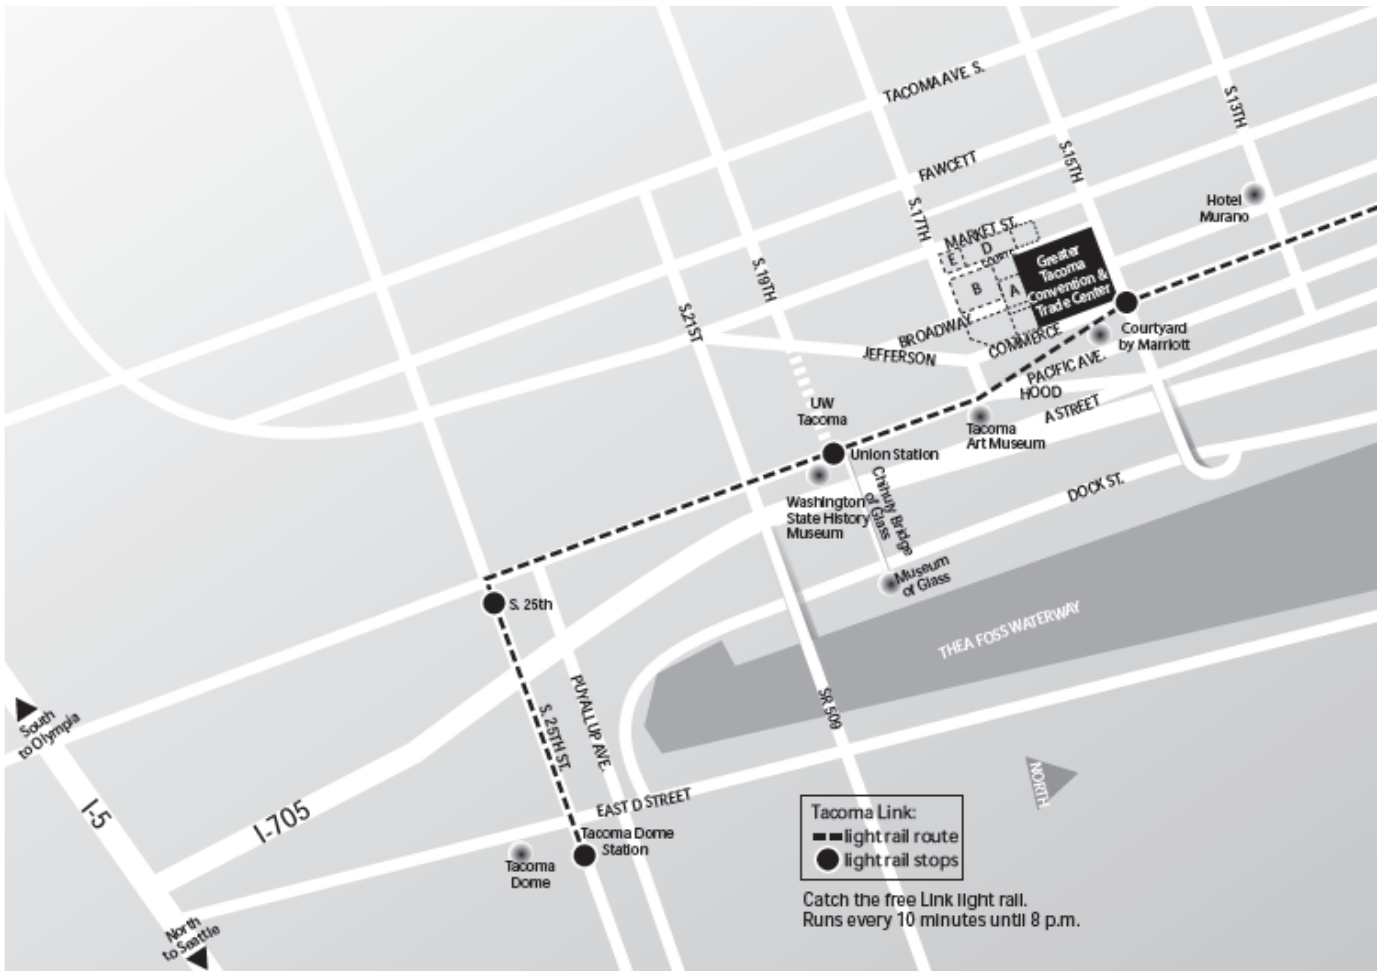 TACOMA AVE. S.
S.13TH
FAWCETT
S.15TH
Hotel
Murano
S.17TH
MARKET ST.
D
E
B
A
Greater
Tacoma
Convention &
Trade Center
S.19TH
S.21ST
BROADWAY
JEFFERSON
COMMERCE
Courtyard
by Marriott
PACIFIC AVE.
HOOD
A STREET
UW
Tacoma
Tacoma
Art Museum
Union Station
Washington
State History
Museum
Chihuly Bridge
of Glass
DOCK ST.
Museum
of Glass
S. 25th
THEA FOSS WATERWAY
PUYALLUP AVE.
S. 25TH ST.
SR 509
South
to Olympia
I-5
I-705
EAST D STREET
NORTH
Tacoma Dome
Station
Tacoma
Dome
North
to Seattle
Tacoma Link:
light rail route
light rail stops
Catch the free Link light rail.
Runs every 10 minutes until 8 p.m.